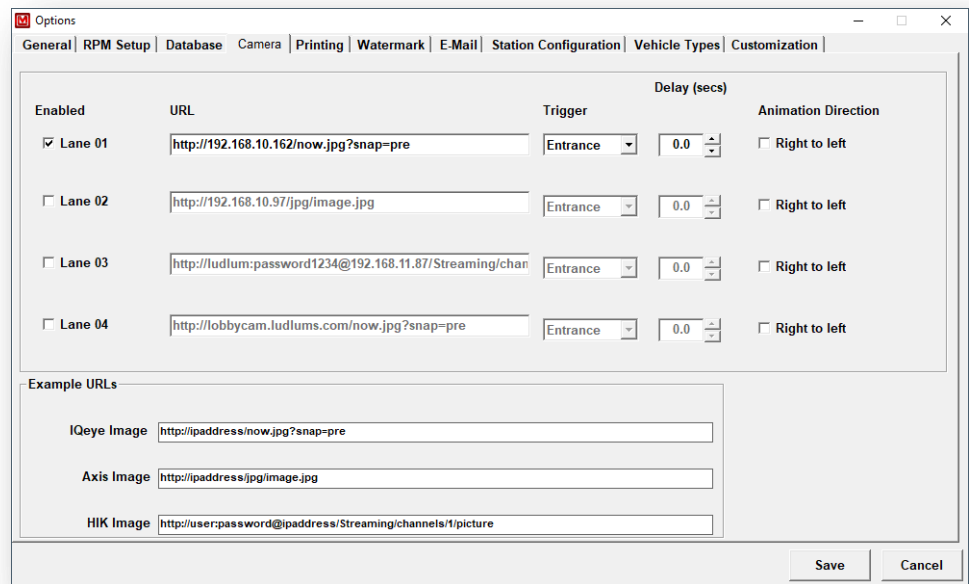 Options
General RPM Setup Database Camera Printing Watermark E-Mail Station Configuration Vehicle Types Customization
Delay (secs)
Enabled URL Trigger Animation Direction
Lane 01 http://192.168.10.162/now.jpg?snap=pre Entrance 0.0 Right to left
Lane 02 http://192.168.10.97/jpg/image.jpg Entrance 0.0 Right to left
Lane 03 http://ludlum:password1234@192.168.11.87/Streaming/chan Entrance 0.0 Right to left
Lane 04 http://lobbycam.ludlums.com/now.jpg?snap=pre Entrance 0.0 Right to left
Example URLs
IQeye Image http://ipaddress/now.jpg?snap=pre
Axis Image http://ipaddress/jpg/image.jpg
HIK Image http://user:password@ipaddress/Streaming/channels/1/picture
Save Cancel